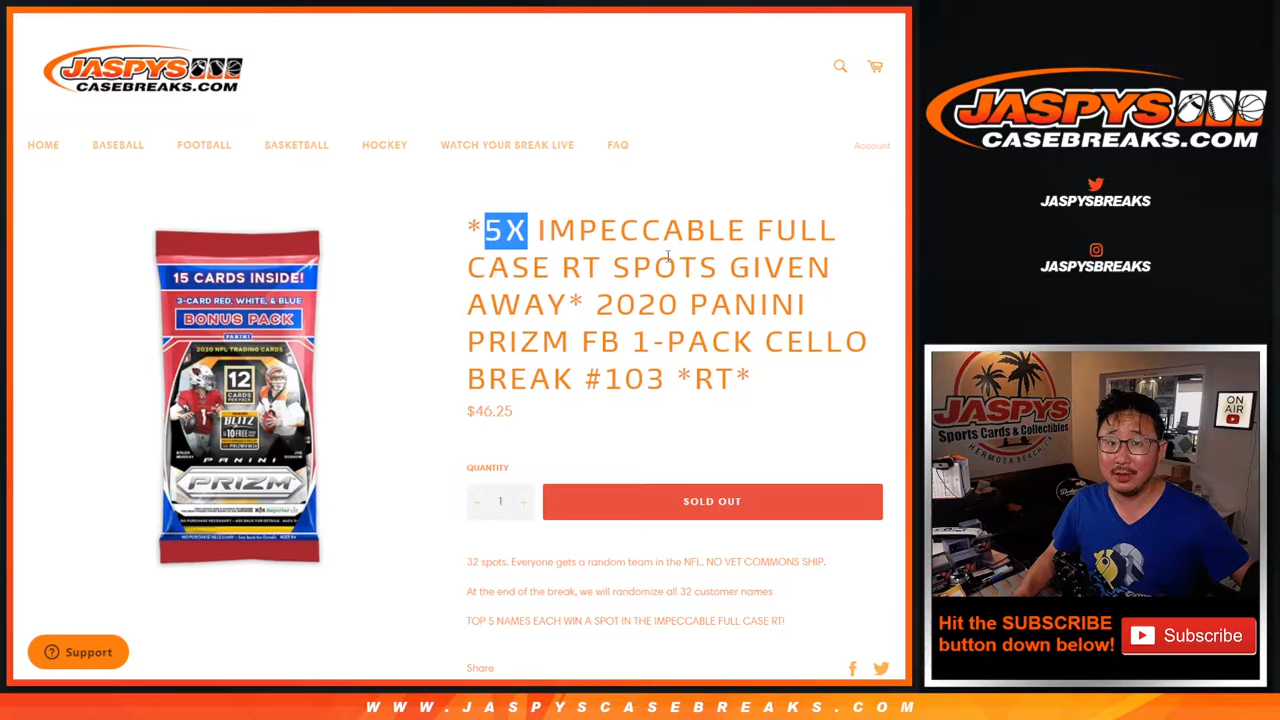 JASPYS
CASEBREAKS.COM
HOME BASEBALL FOOTBALL BASKETBALL HOCKEY WATCH YOUR BREAK LIVE FAQ Account
15 CARDS INSIDE!
3-CARD RED, WHITE, & BLUE
BONUS PACK
PANINI
2020 NFL TRADING CARDS
12
CARDS
BLITZ
PANINI
PRIZM
*5X IMPECCABLE FULL
CASE RT SPOTS GIVEN
AWAY* 2020 PANINI
PRIZM FB 1-PACK CELLO
BREAK #103 *RT*
$46.25
QUANTITY
− 1 +
SOLD OUT
32 spots. Everyone gets a random team in the NFL. NO VET COMMONS SHIP.
At the end of the break, we will randomize all 32 customer names
TOP 5 NAMES EACH WIN A SPOT IN THE IMPECCABLE FULL CASE RT!
Share
Support
JASPYS
CASEBREAKS.COM
JASPYSBREAKS
JASPYSBREAKS
JASPYS
Sports Cards & Collectibles
HERMOSA BEACH, CA
ON
AIR
Hit the SUBSCRIBE
button down below!
Subscribe
WWW.JASPYSCASEBREAKS.COM